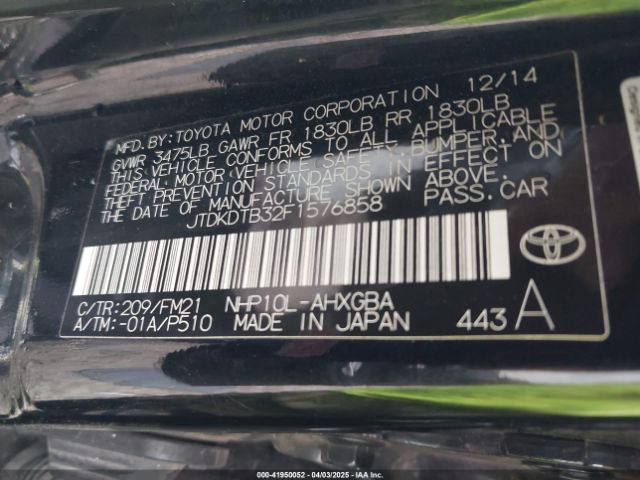 MFD.BY:TOYOTA MOTOR CORPORATION 12/14
GVWR 3475LB GAWR FR 1830LB RR 1830LB
THIS VEHICLE CONFORMS TO ALL APPLICABLE
FEDERAL MOTOR VEHICLE SAFETY, BUMPER, AND
THEFT PREVENTION STANDARDS IN EFFECT ON
THE DATE OF MANUFACTURE SHOWN ABOVE.
JTDKDTB32F1576858 PASS.CAR
C/TR:209/FM21 NHP10L-AHXGBA
A/TM:-01A/P510 MADE IN JAPAN 443 A
000-41950052 - 04/03/2025 - IAA Inc.